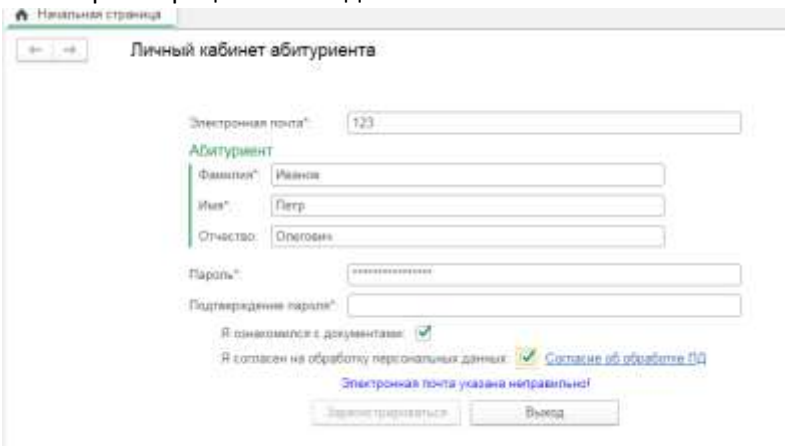 Начальная страница
Личный кабинет абитуриента
Электронная почта*: 123
Абитуриент
Фамилия*: Иванов
Имя*: Петр
Отчество: Олегович
Пароль*: ****************
Подтверждение пароля*:
Я ознакомился с документами:
Я согласен на обработку персональных данных: Согласие об обработке ПД
Электронная почта указана неправильно!
Зарегистрироваться Выход